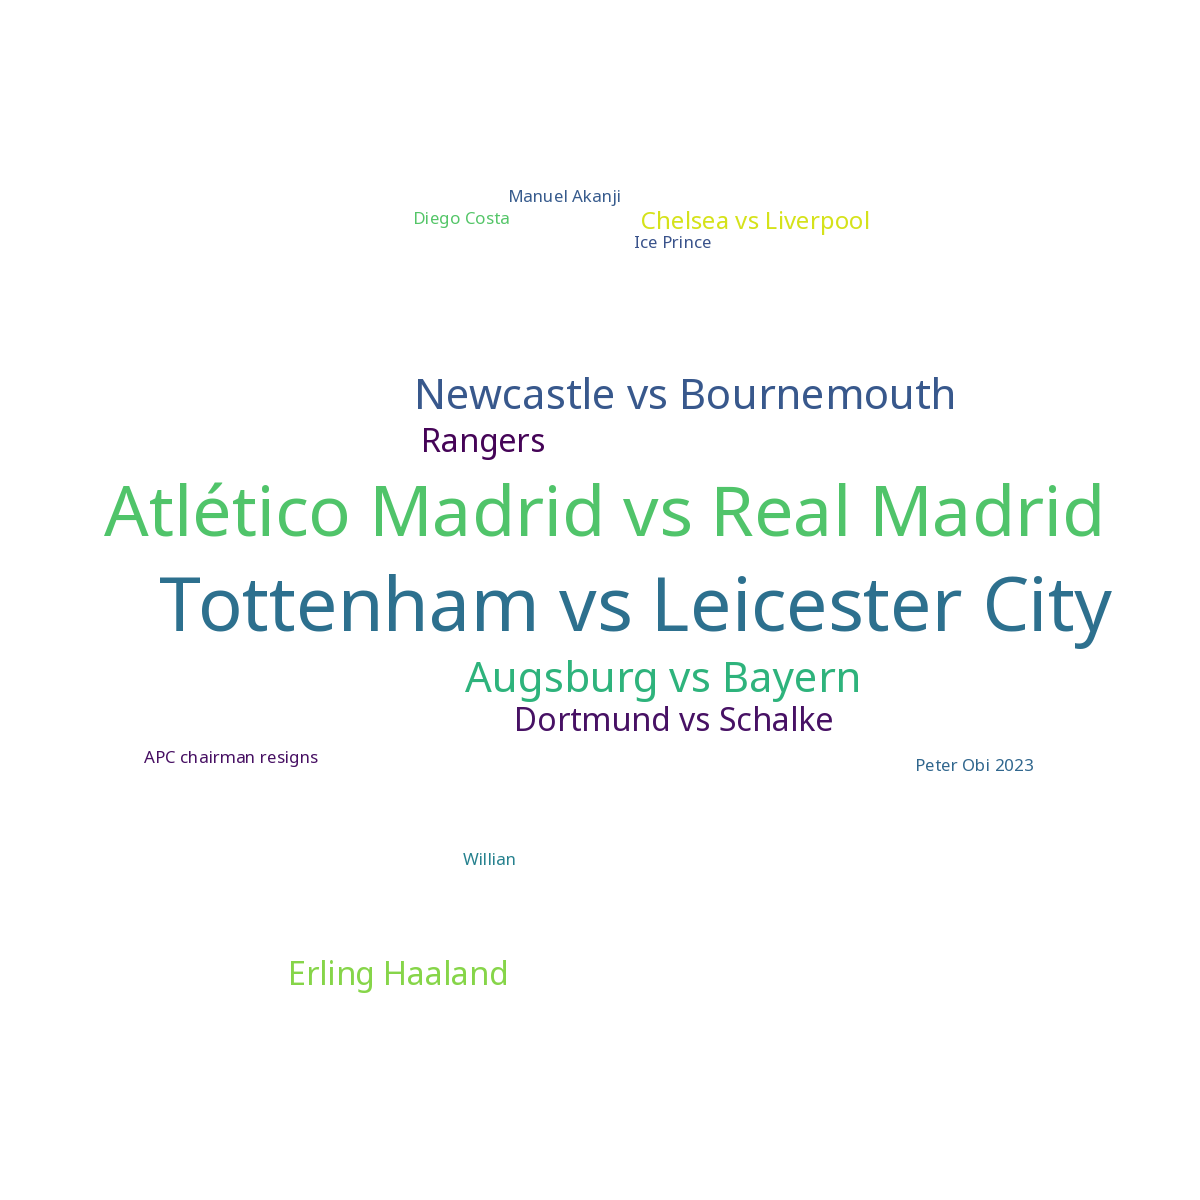 Manuel Akanji
Diego Costa
Chelsea vs Liverpool
Ice Prince
Newcastle vs Bournemouth
Rangers
Atlético Madrid vs Real Madrid
Tottenham vs Leicester City
Augsburg vs Bayern
Dortmund vs Schalke
APC chairman resigns
Peter Obi 2023
Willian
Erling Haaland